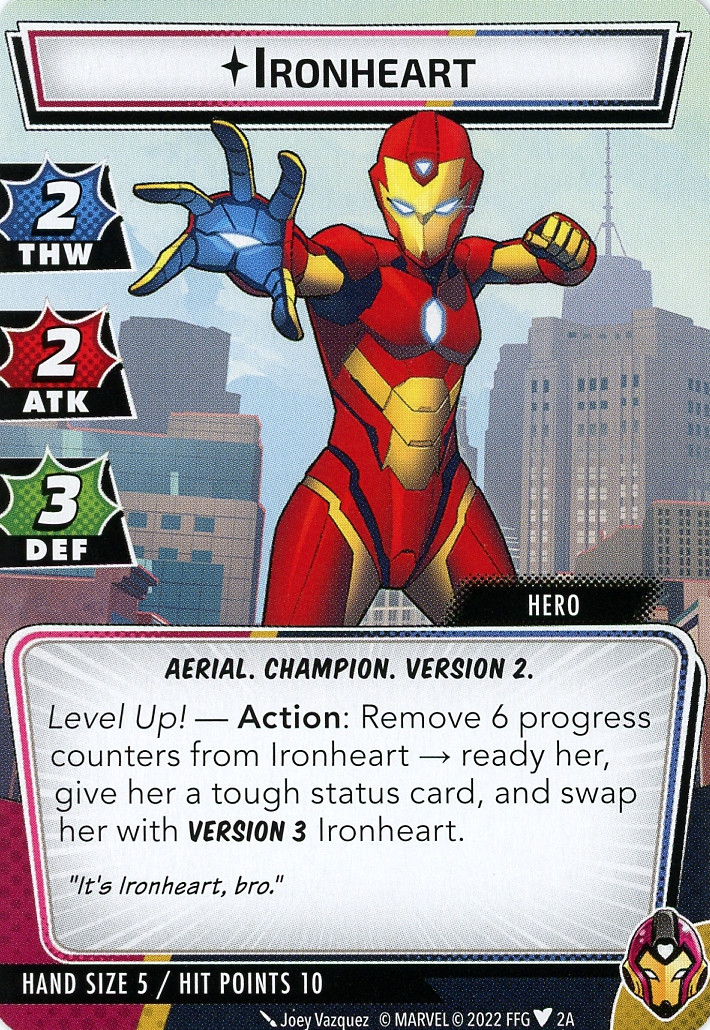 IRONHEART
2
THW
2
ATK
3
DEF
HERO
AERIAL. CHAMPION. VERSION 2.
Level Up! — Action: Remove 6 progress
counters from Ironheart → ready her,
give her a tough status card, and swap
her with VERSION 3 Ironheart.
"It's Ironheart, bro."
HAND SIZE 5 / HIT POINTS 10
Joey Vazquez © MARVEL © 2022 FFG 2A